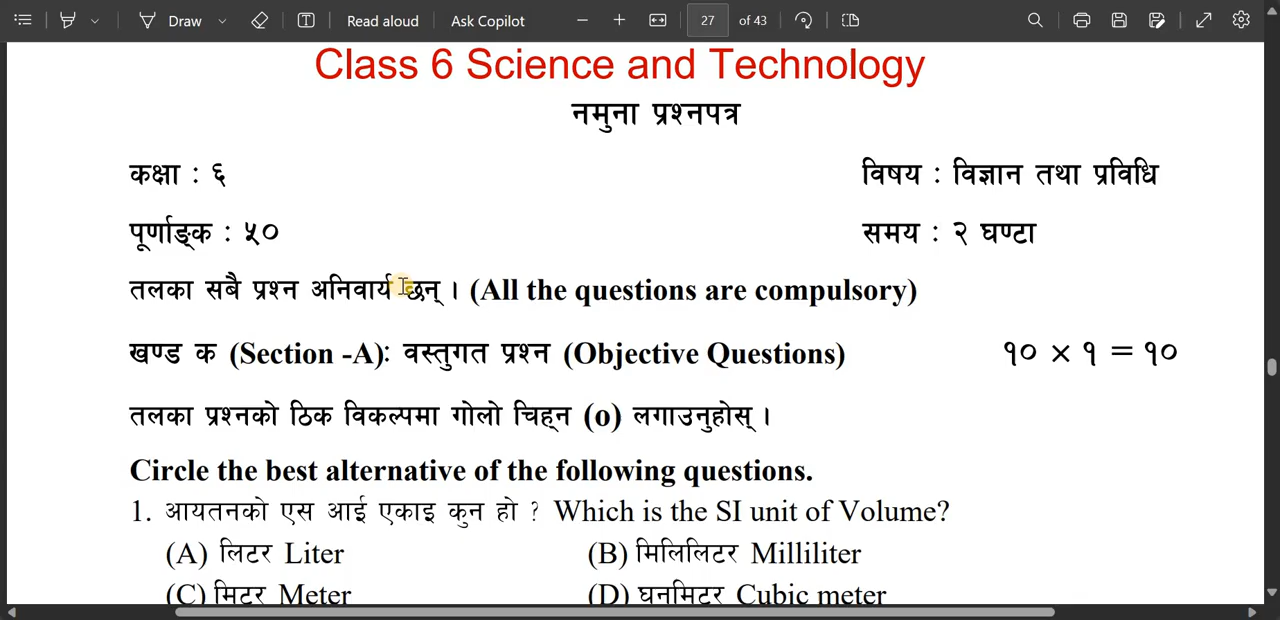 Draw
Read aloud
Ask Copilot
27 of 43
Class 6 Science and Technology
नमुना प्रश्नपत्र
कक्षा : ६ विषय : विज्ञान तथा प्रविधि
पूर्णाङ्क : ५० समय : २ घण्टा
तलका सबै प्रश्न अनिवार्य छन् । (All the questions are compulsory)
खण्ड क (Section -A): वस्तुगत प्रश्न (Objective Questions) १० × १ = १०
तलका प्रश्नको ठिक विकल्पमा गोलो चिह्न (o) लगाउनुहोस् ।
Circle the best alternative of the following questions.
1. आयतनको एस आई एकाइ कुन हो ? Which is the SI unit of Volume?
(A) लिटर Liter (B) मिलिलिटर Milliliter
(C) मिटर Meter (D) घनमिटर Cubic meter